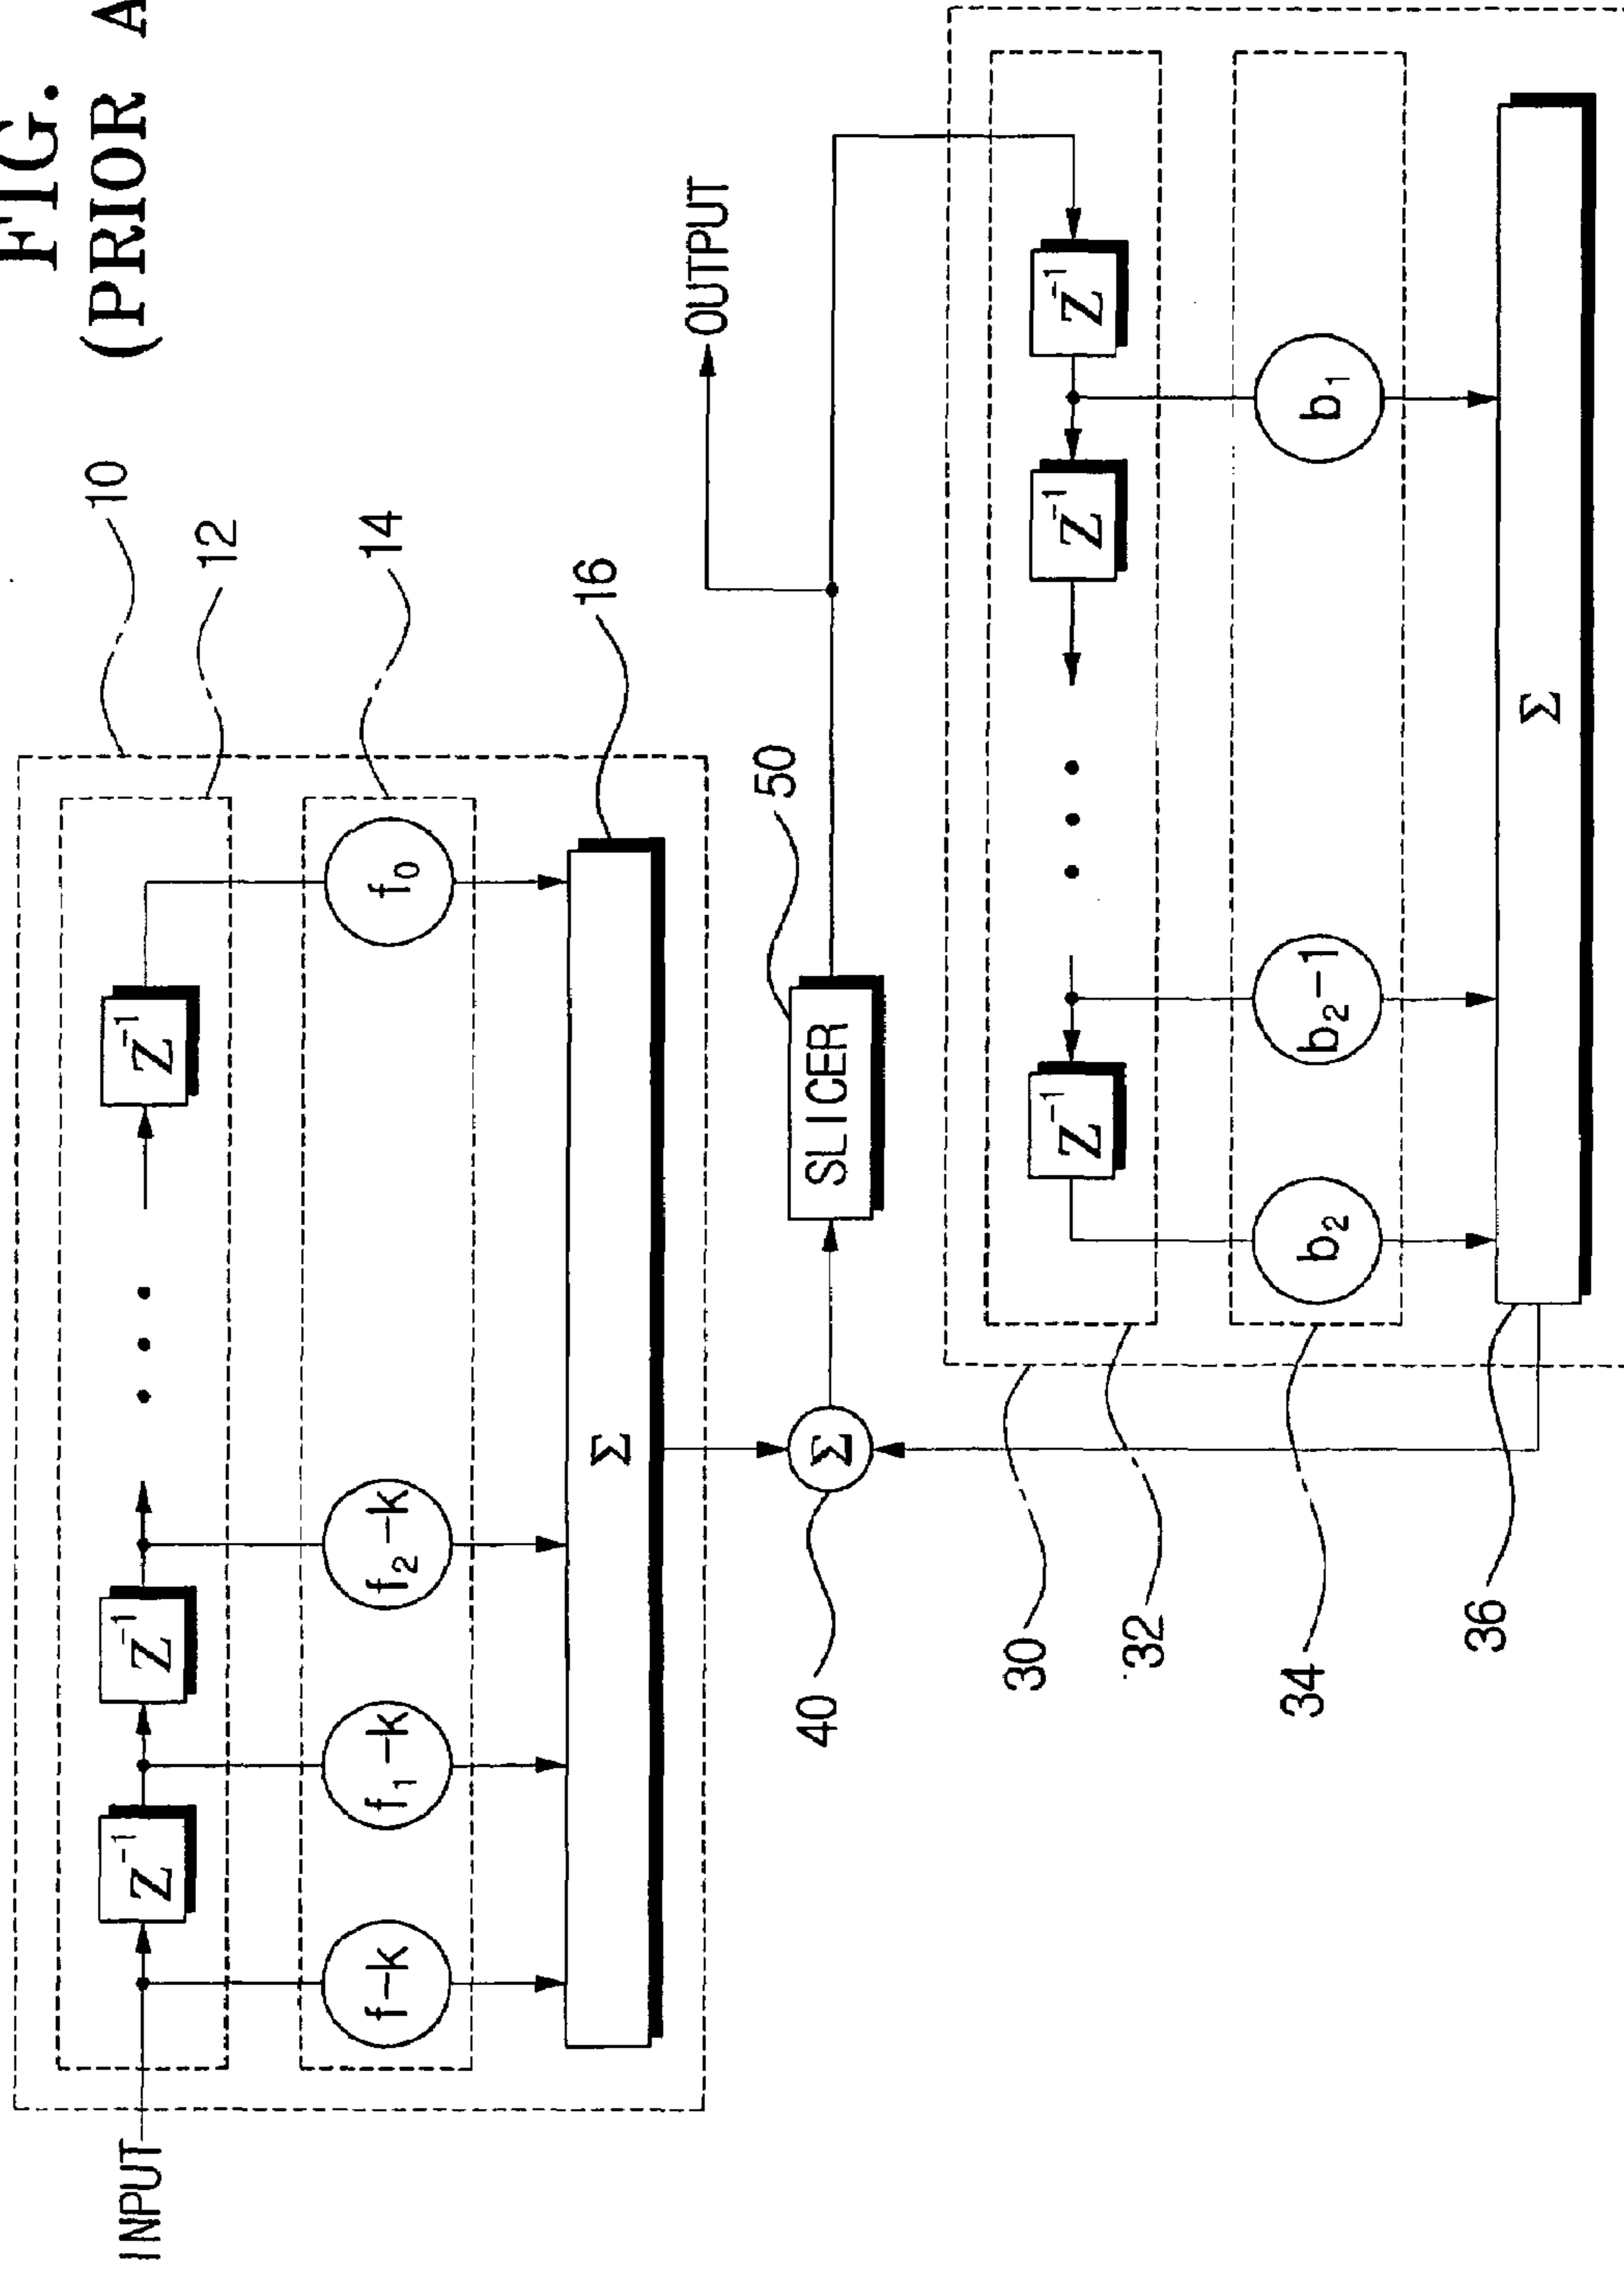 FIG.
(PRIOR A
10
12
14
16
INPUT
Z⁻¹
Z⁻¹
Z⁻¹
f-k
f₁-k
f₂-k
f₀
Σ
40
Σ
50
SLICER
OUTPUT
30
32
34
36
Z⁻¹
Z⁻¹
Z⁻¹
b₂
b₂-1
b₁
Σ